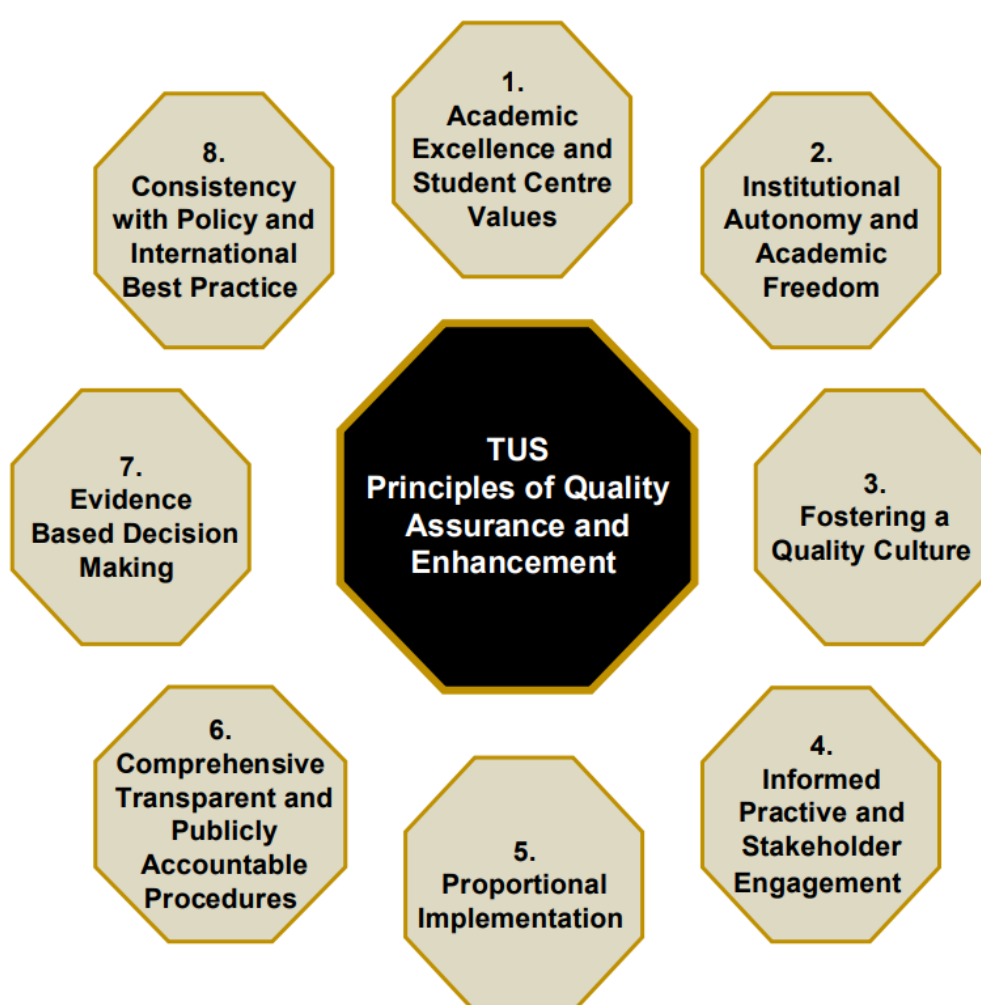 1.
Academic
Excellence and
Student Centre
Values
2.
Institutional
Autonomy and
Academic
Freedom
3.
Fostering a
Quality Culture
4.
Informed
Practive and
Stakeholder
Engagement
5.
Proportional
Implementation
6.
Comprehensive
Transparent and
Publicly
Accountable
Procedures
7.
Evidence
Based Decision
Making
8.
Consistency
with Policy and
International
Best Practice
TUS
Principles of Quality
Assurance and
Enhancement